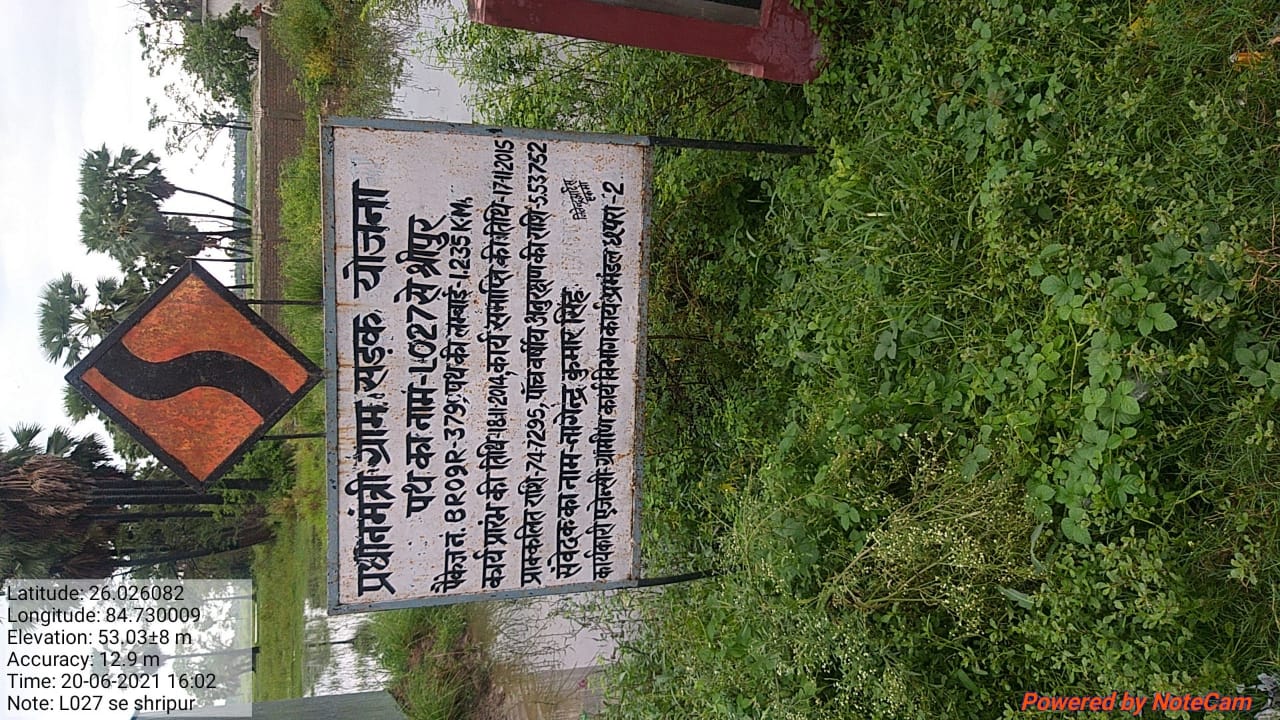 प्रधानमंत्री ग्राम सड़क योजना
पथ का नाम-L027 से श्रीपुर
पैकेज नं. BR09R-379, पथ की लम्बाई-1.235 KM.
कार्य प्रारंभ की तिथि-18.11.2014, कार्य समाप्ति की तिथि-17.11.2015
प्राक्कलित राशि-74.7295, पांच वर्षीय अनुरक्षण की राशि-5.53752
संवेदक का नाम-नागेन्द्र कुमार सिंह
कार्यकारी एजेन्सी-ग्रामीण कार्य विभाग कार्य प्रमंडल छपरा-2
Latitude: 26.026082
Longitude: 84.730009
Elevation: 53.03±8 m
Accuracy: 12.9 m
Time: 20-06-2021 16:02
Note: L027 se shripur
Powered by NoteCam